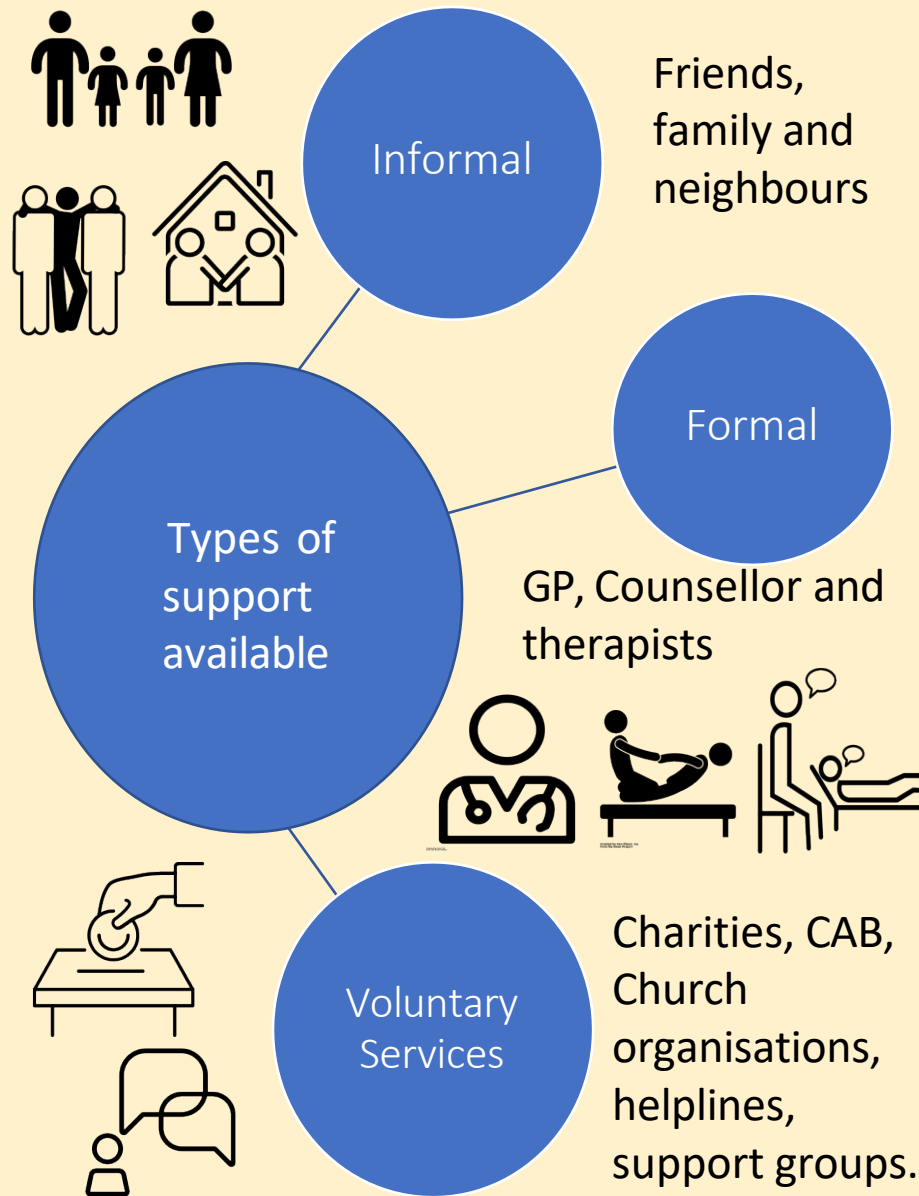 Informal
Friends,
family and
neighbours
Formal
Types of
support
available
GP, Counsellor and
therapists
Voluntary
Services
Charities, CAB,
Church
organisations,
helplines,
support groups.